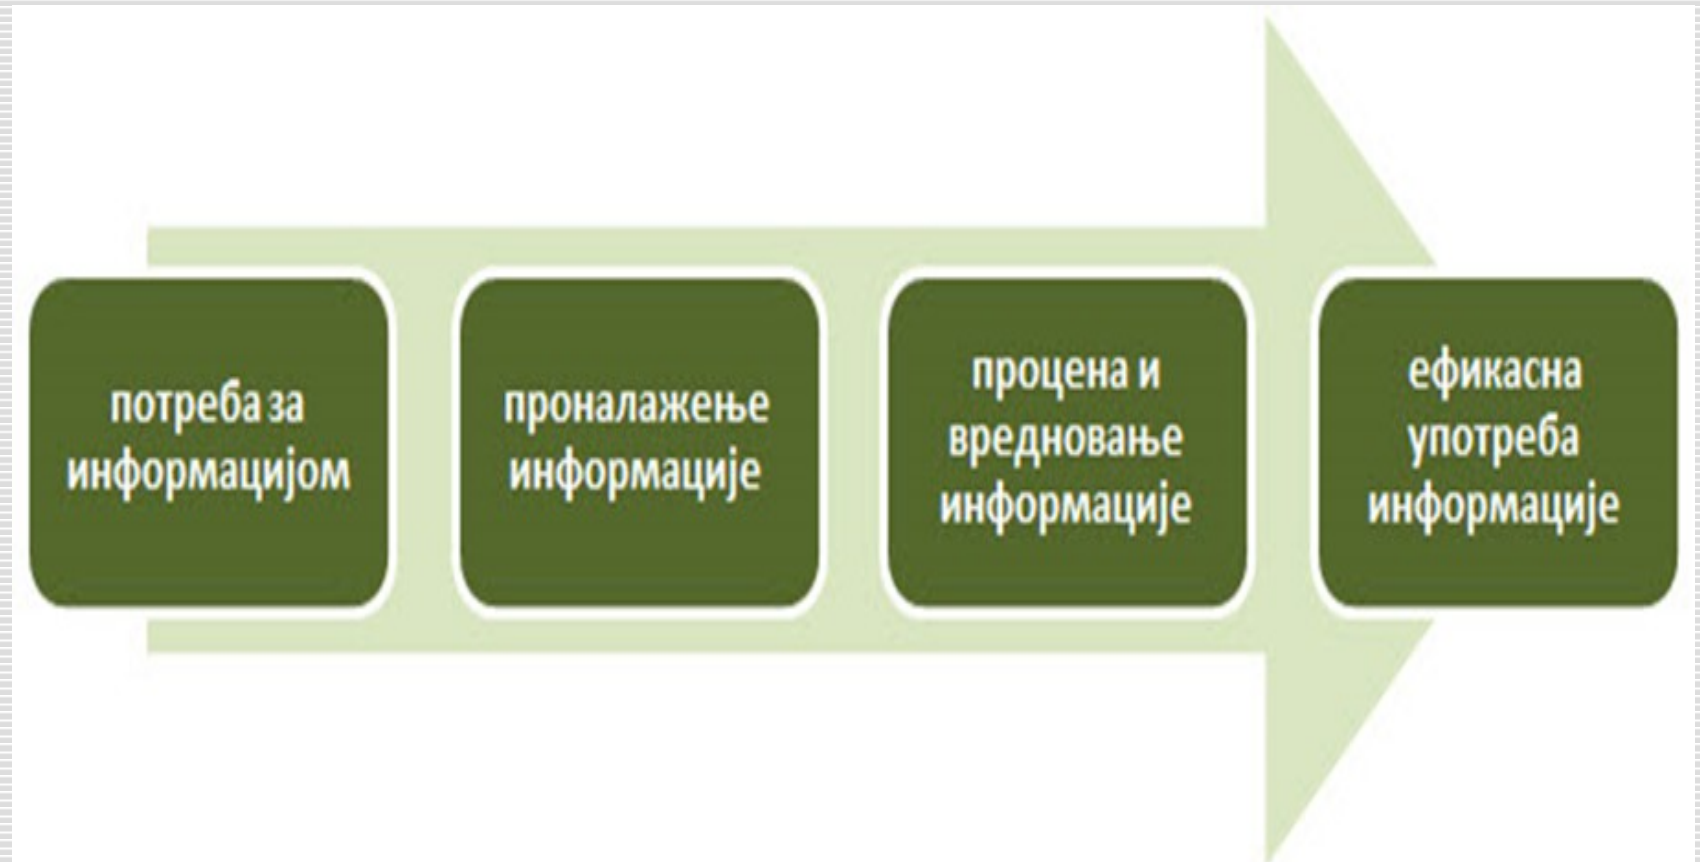 потреба за
информацијом
проналажење
информације
процена и
вредновање
информације
ефикасна
употреба
информације